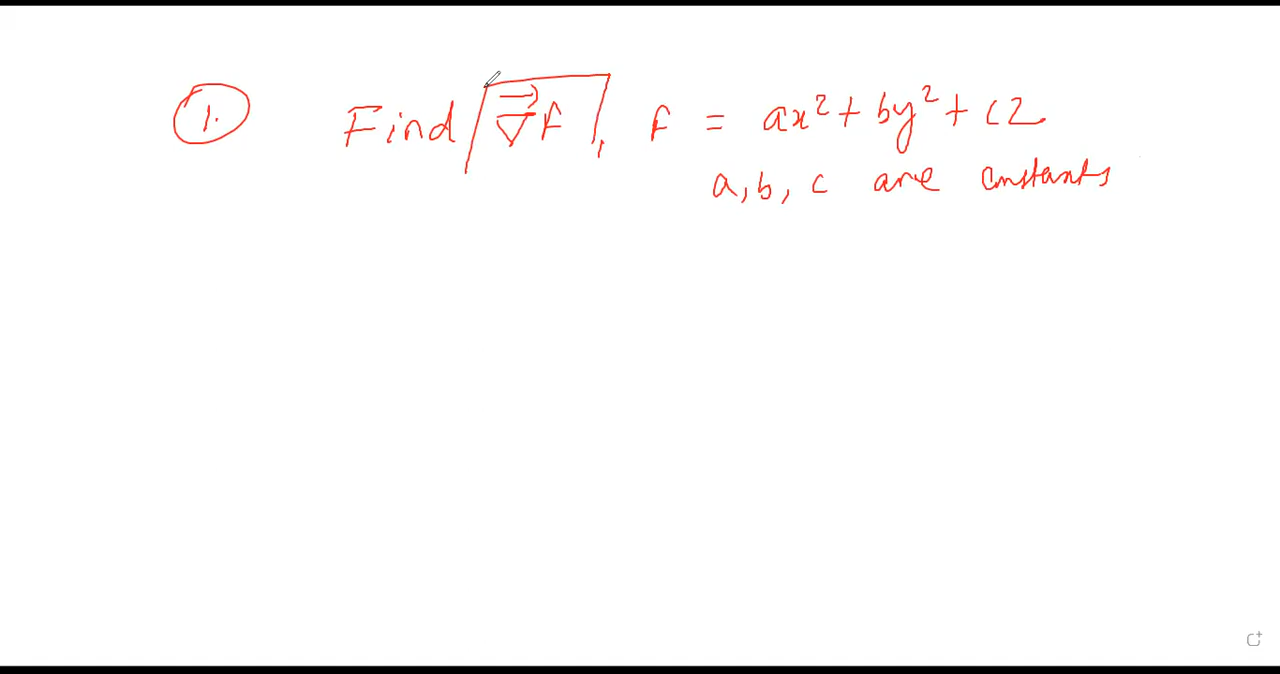 1. Find ∇⃗f, f = ax² + by² + cz
a, b, c are constants